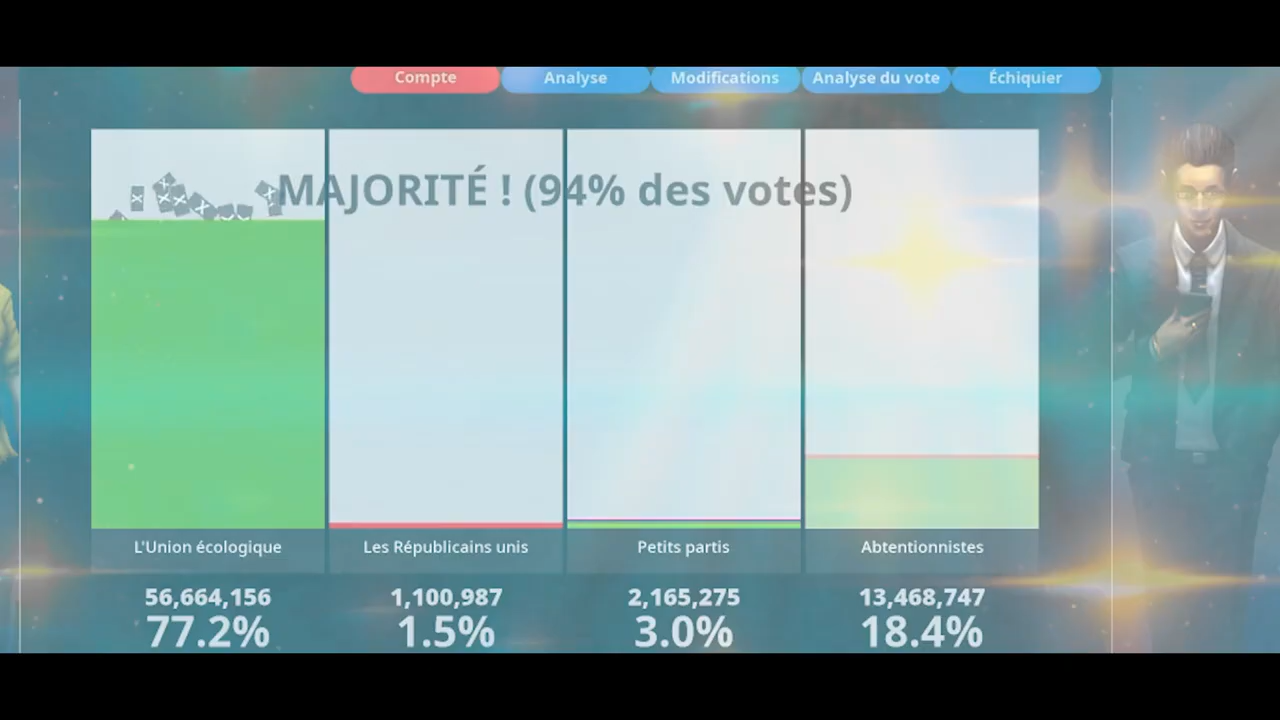 Compte Analyse Modifications Analyse du vote Échiquier
MAJORITÉ ! (94% des votes)
L'Union écologique Les Républicains unis Petits partis Abtentionnistes
56,664,156 1,100,987 2,165,275 13,468,747
77.2% 1.5% 3.0% 18.4%